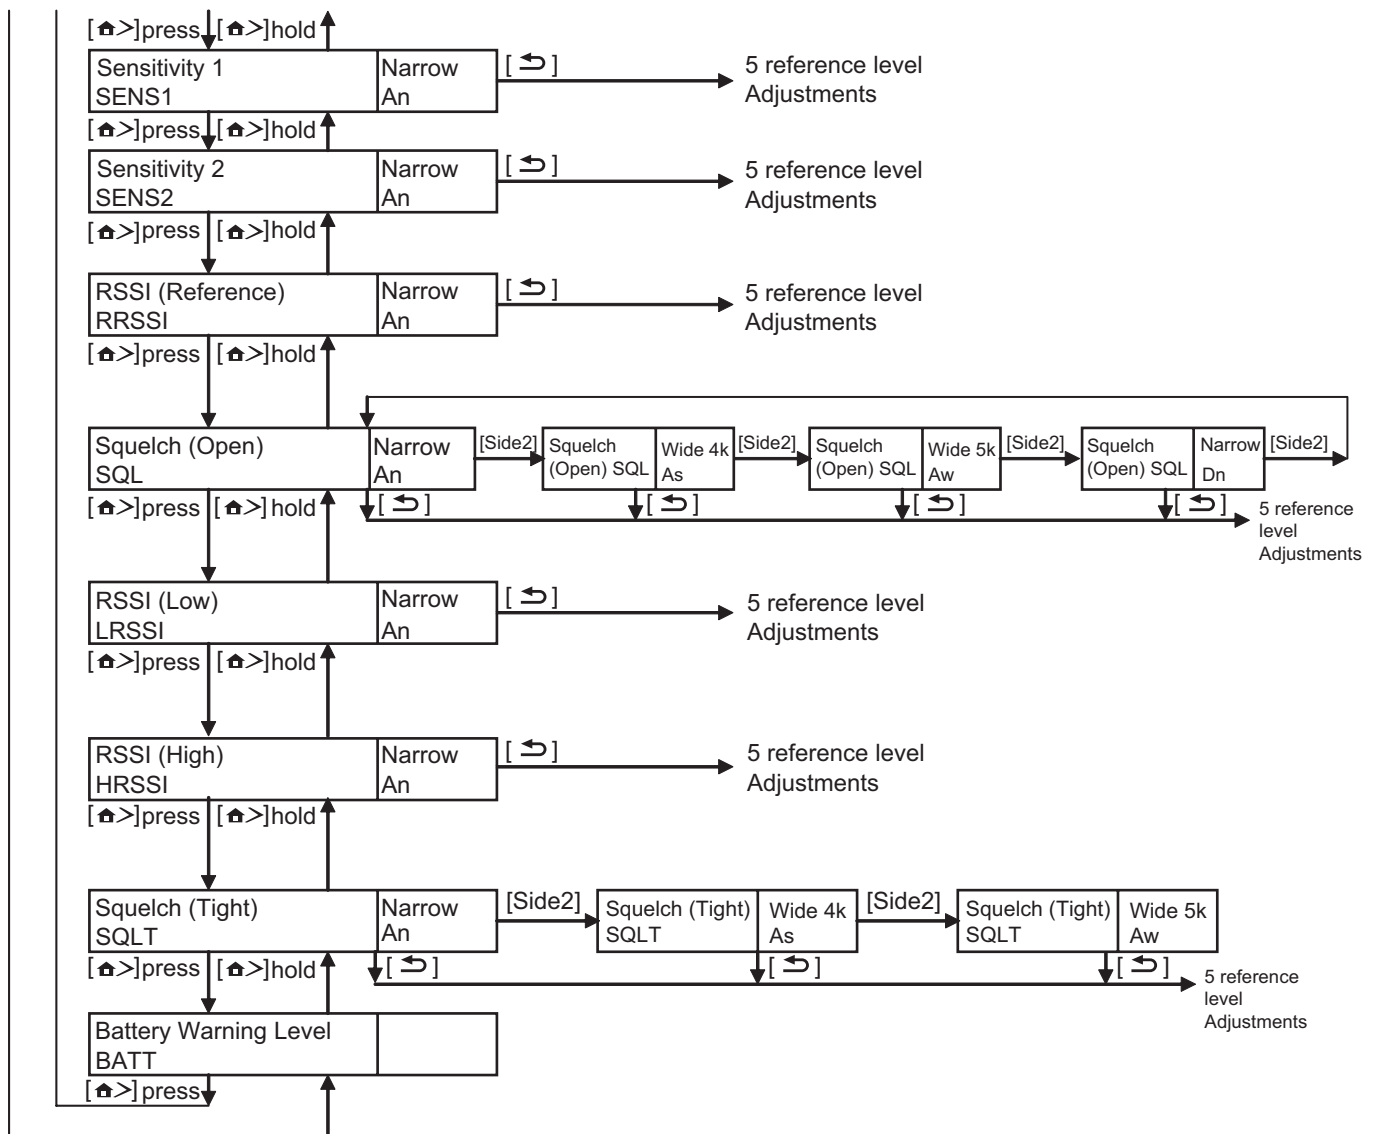 [⌂>]press [⌂>]hold
Sensitivity 1 Narrow [⮌] 5 reference level
SENS1 An Adjustments
[⌂>]press [⌂>]hold
Sensitivity 2 Narrow [⮌] 5 reference level
SENS2 An Adjustments
[⌂>]press [⌂>]hold
RSSI (Reference) Narrow [⮌] 5 reference level
RRSSI An Adjustments
[⌂>]press [⌂>]hold
Squelch (Open) Narrow [Side2] Squelch Wide 4k [Side2] Squelch Wide 5k [Side2] Squelch Narrow [Side2]
SQL An (Open) SQL As (Open) SQL Aw (Open) SQL Dn
[⌂>]press [⌂>]hold [⮌] [⮌] [⮌] [⮌]
5 reference
level
Adjustments
RSSI (Low) Narrow [⮌] 5 reference level
LRSSI An Adjustments
[⌂>]press [⌂>]hold
RSSI (High) Narrow [⮌] 5 reference level
HRSSI An Adjustments
[⌂>]press [⌂>]hold
Squelch (Tight) Narrow [Side2] Squelch (Tight) Wide 4k [Side2] Squelch (Tight) Wide 5k
SQLT An SQLT As SQLT Aw
[⌂>]press [⌂>]hold [⮌] [⮌] [⮌]
5 reference
level
Adjustments
Battery Warning Level
BATT
[⌂>]press